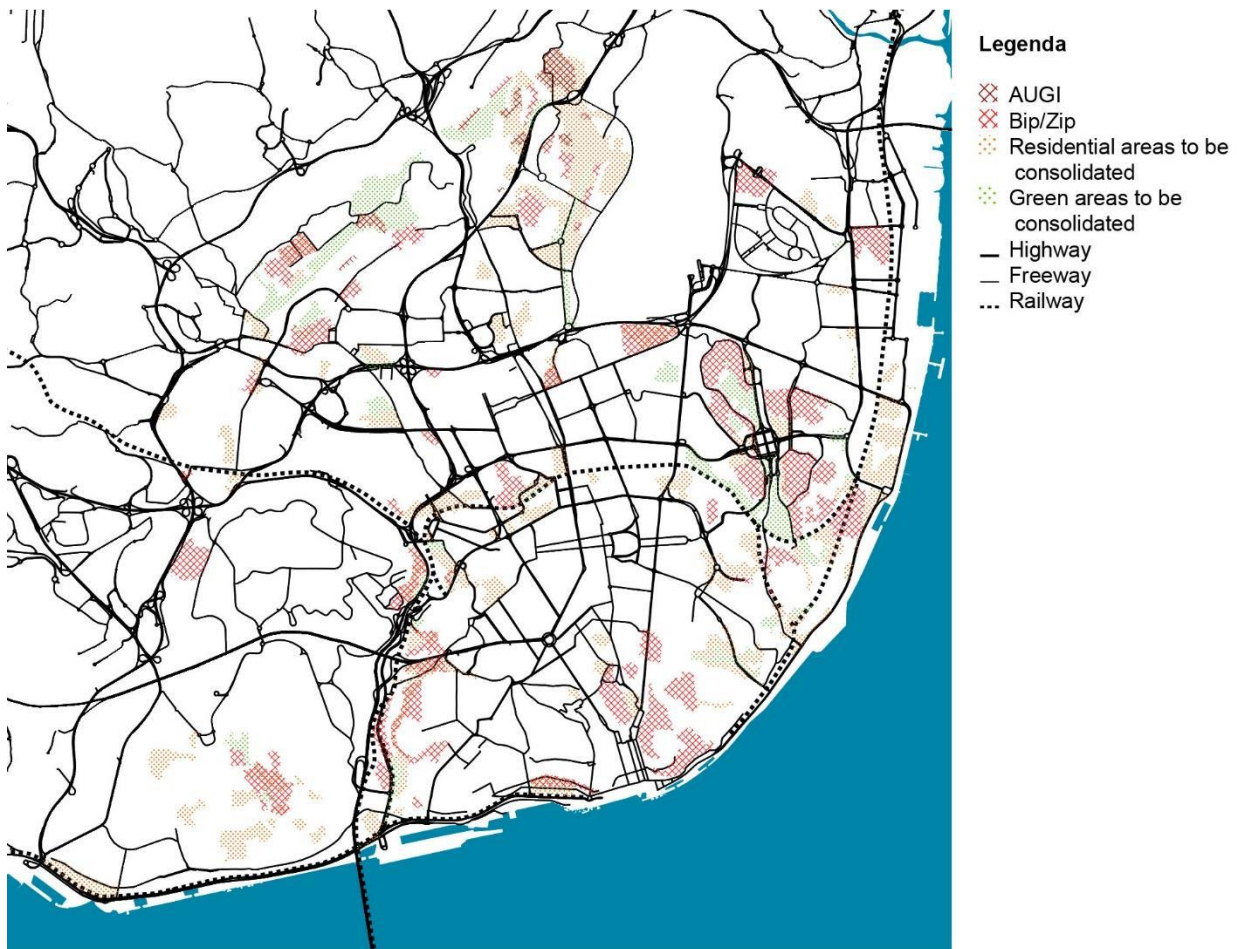 Legenda
AUGI
Bip/Zip
Residential areas to be
consolidated
Green areas to be
consolidated
Highway
Freeway
Railway